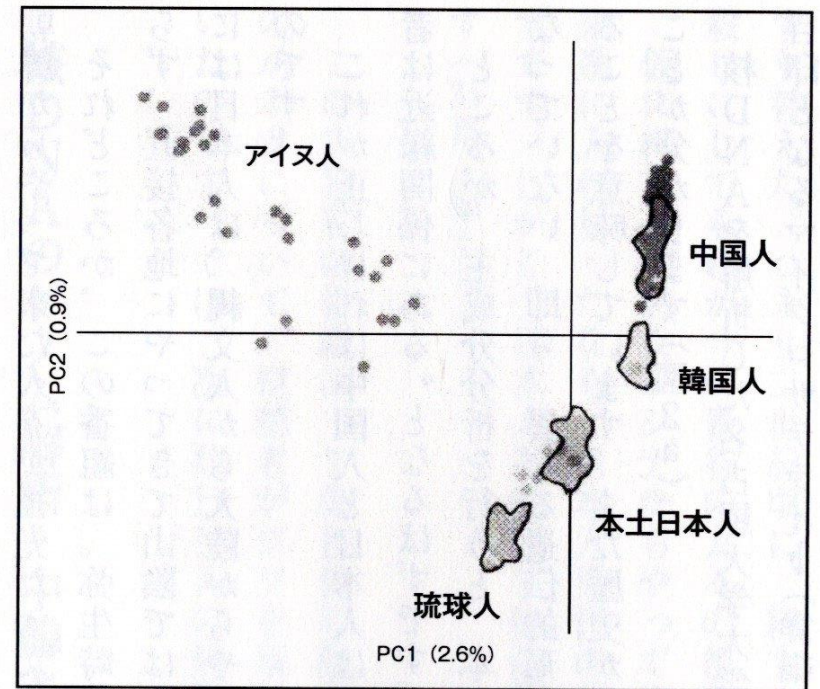 アイヌ人
中国人
PC2 (0.9%)
韓国人
本土日本人
琉球人
PC1 (2.6%)